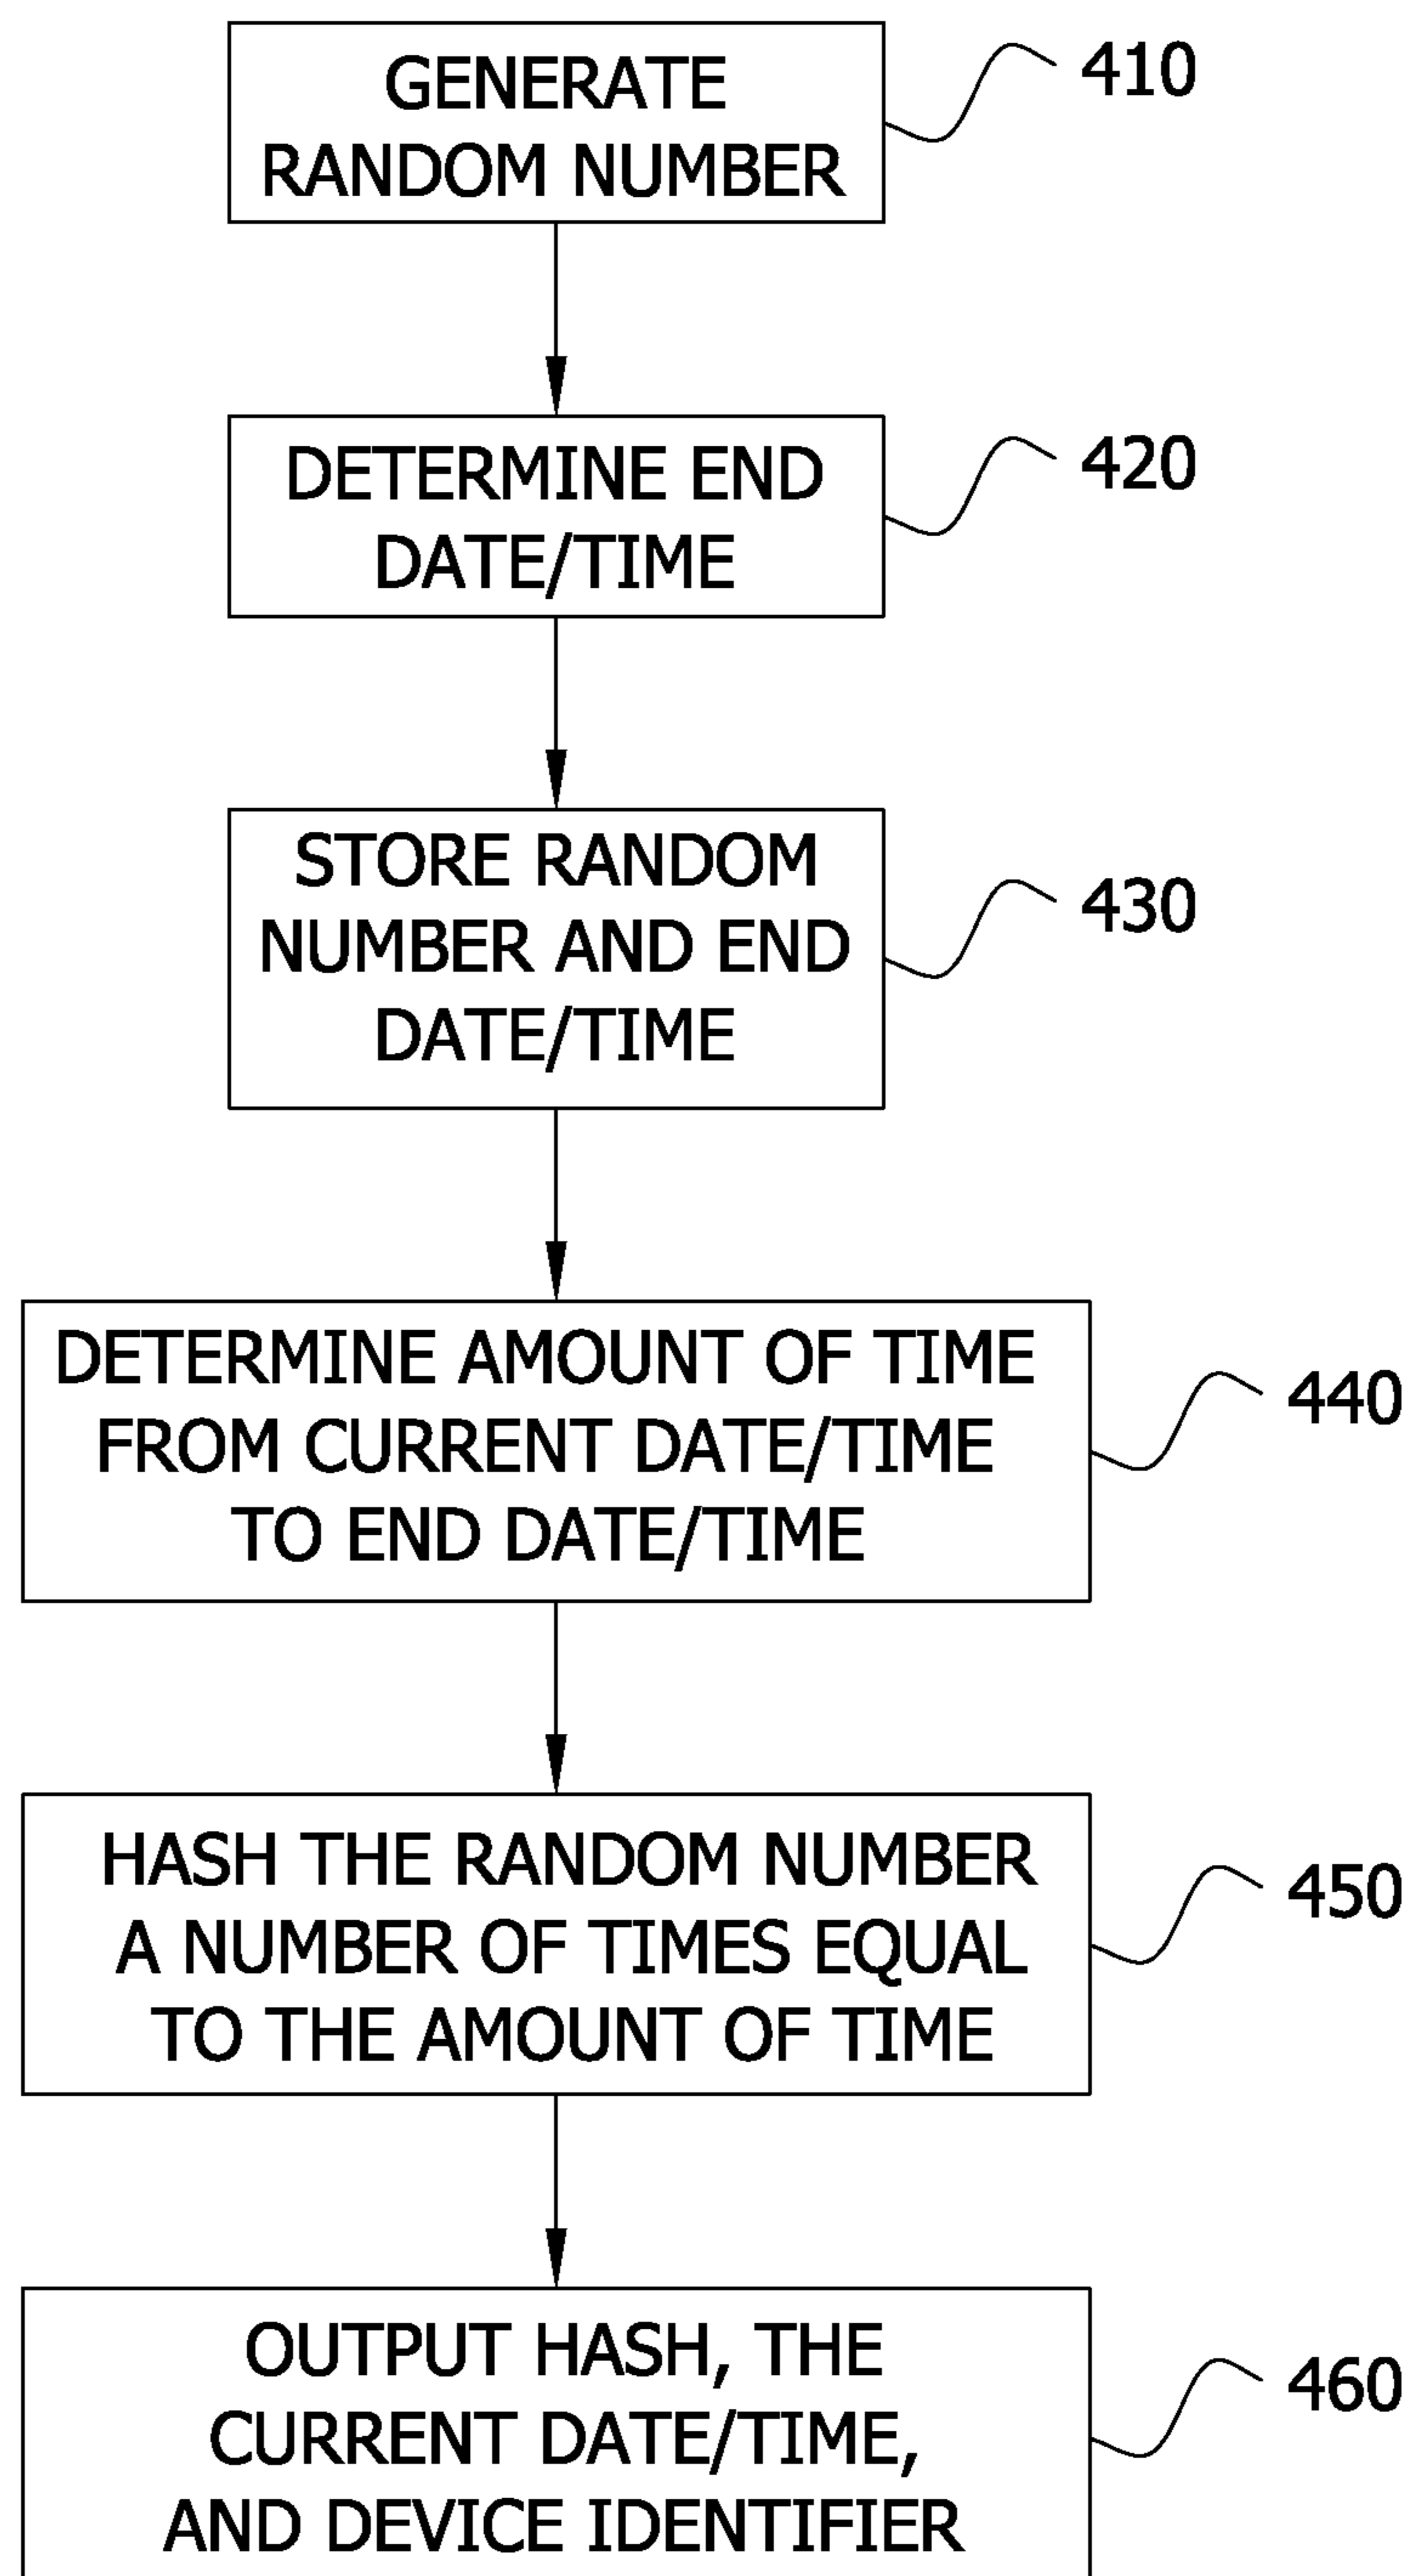 GENERATE
RANDOM NUMBER
410
DETERMINE END
DATE/TIME
420
STORE RANDOM
NUMBER AND END
DATE/TIME
430
DETERMINE AMOUNT OF TIME
FROM CURRENT DATE/TIME
TO END DATE/TIME
440
HASH THE RANDOM NUMBER
A NUMBER OF TIMES EQUAL
TO THE AMOUNT OF TIME
450
OUTPUT HASH, THE
CURRENT DATE/TIME,
AND DEVICE IDENTIFIER
460